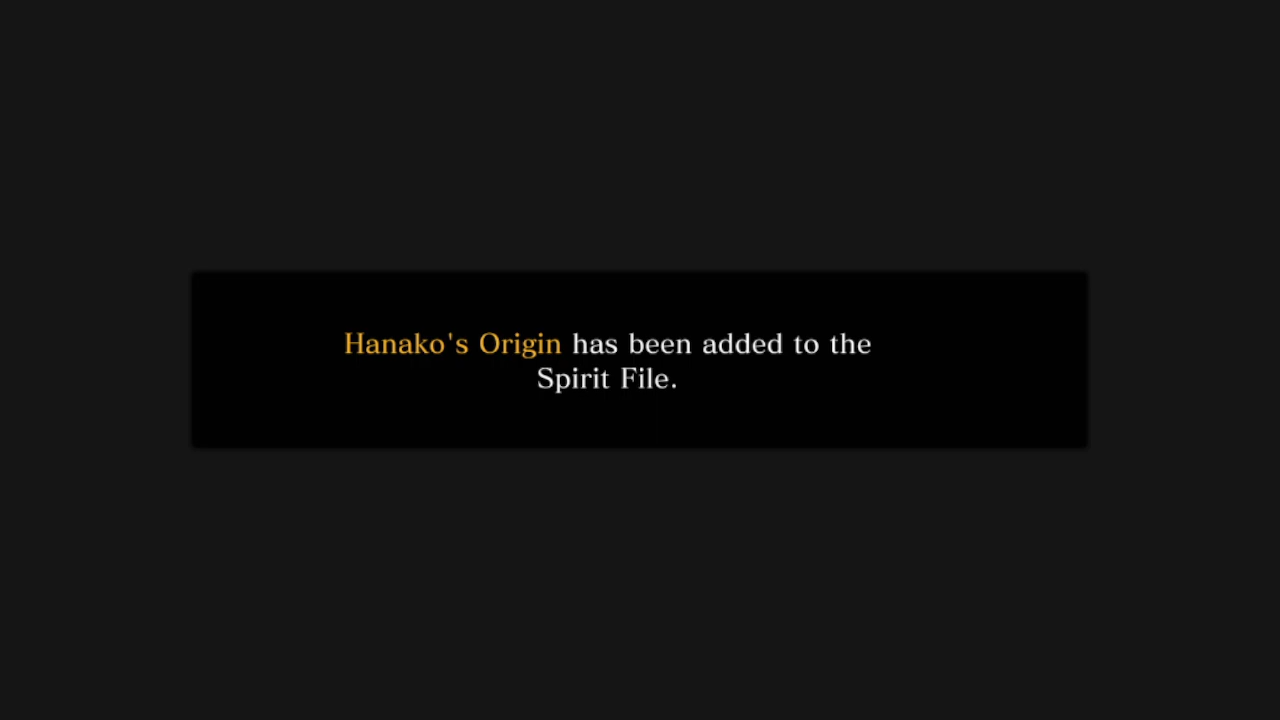 Hanako's Origin has been added to the
Spirit File.